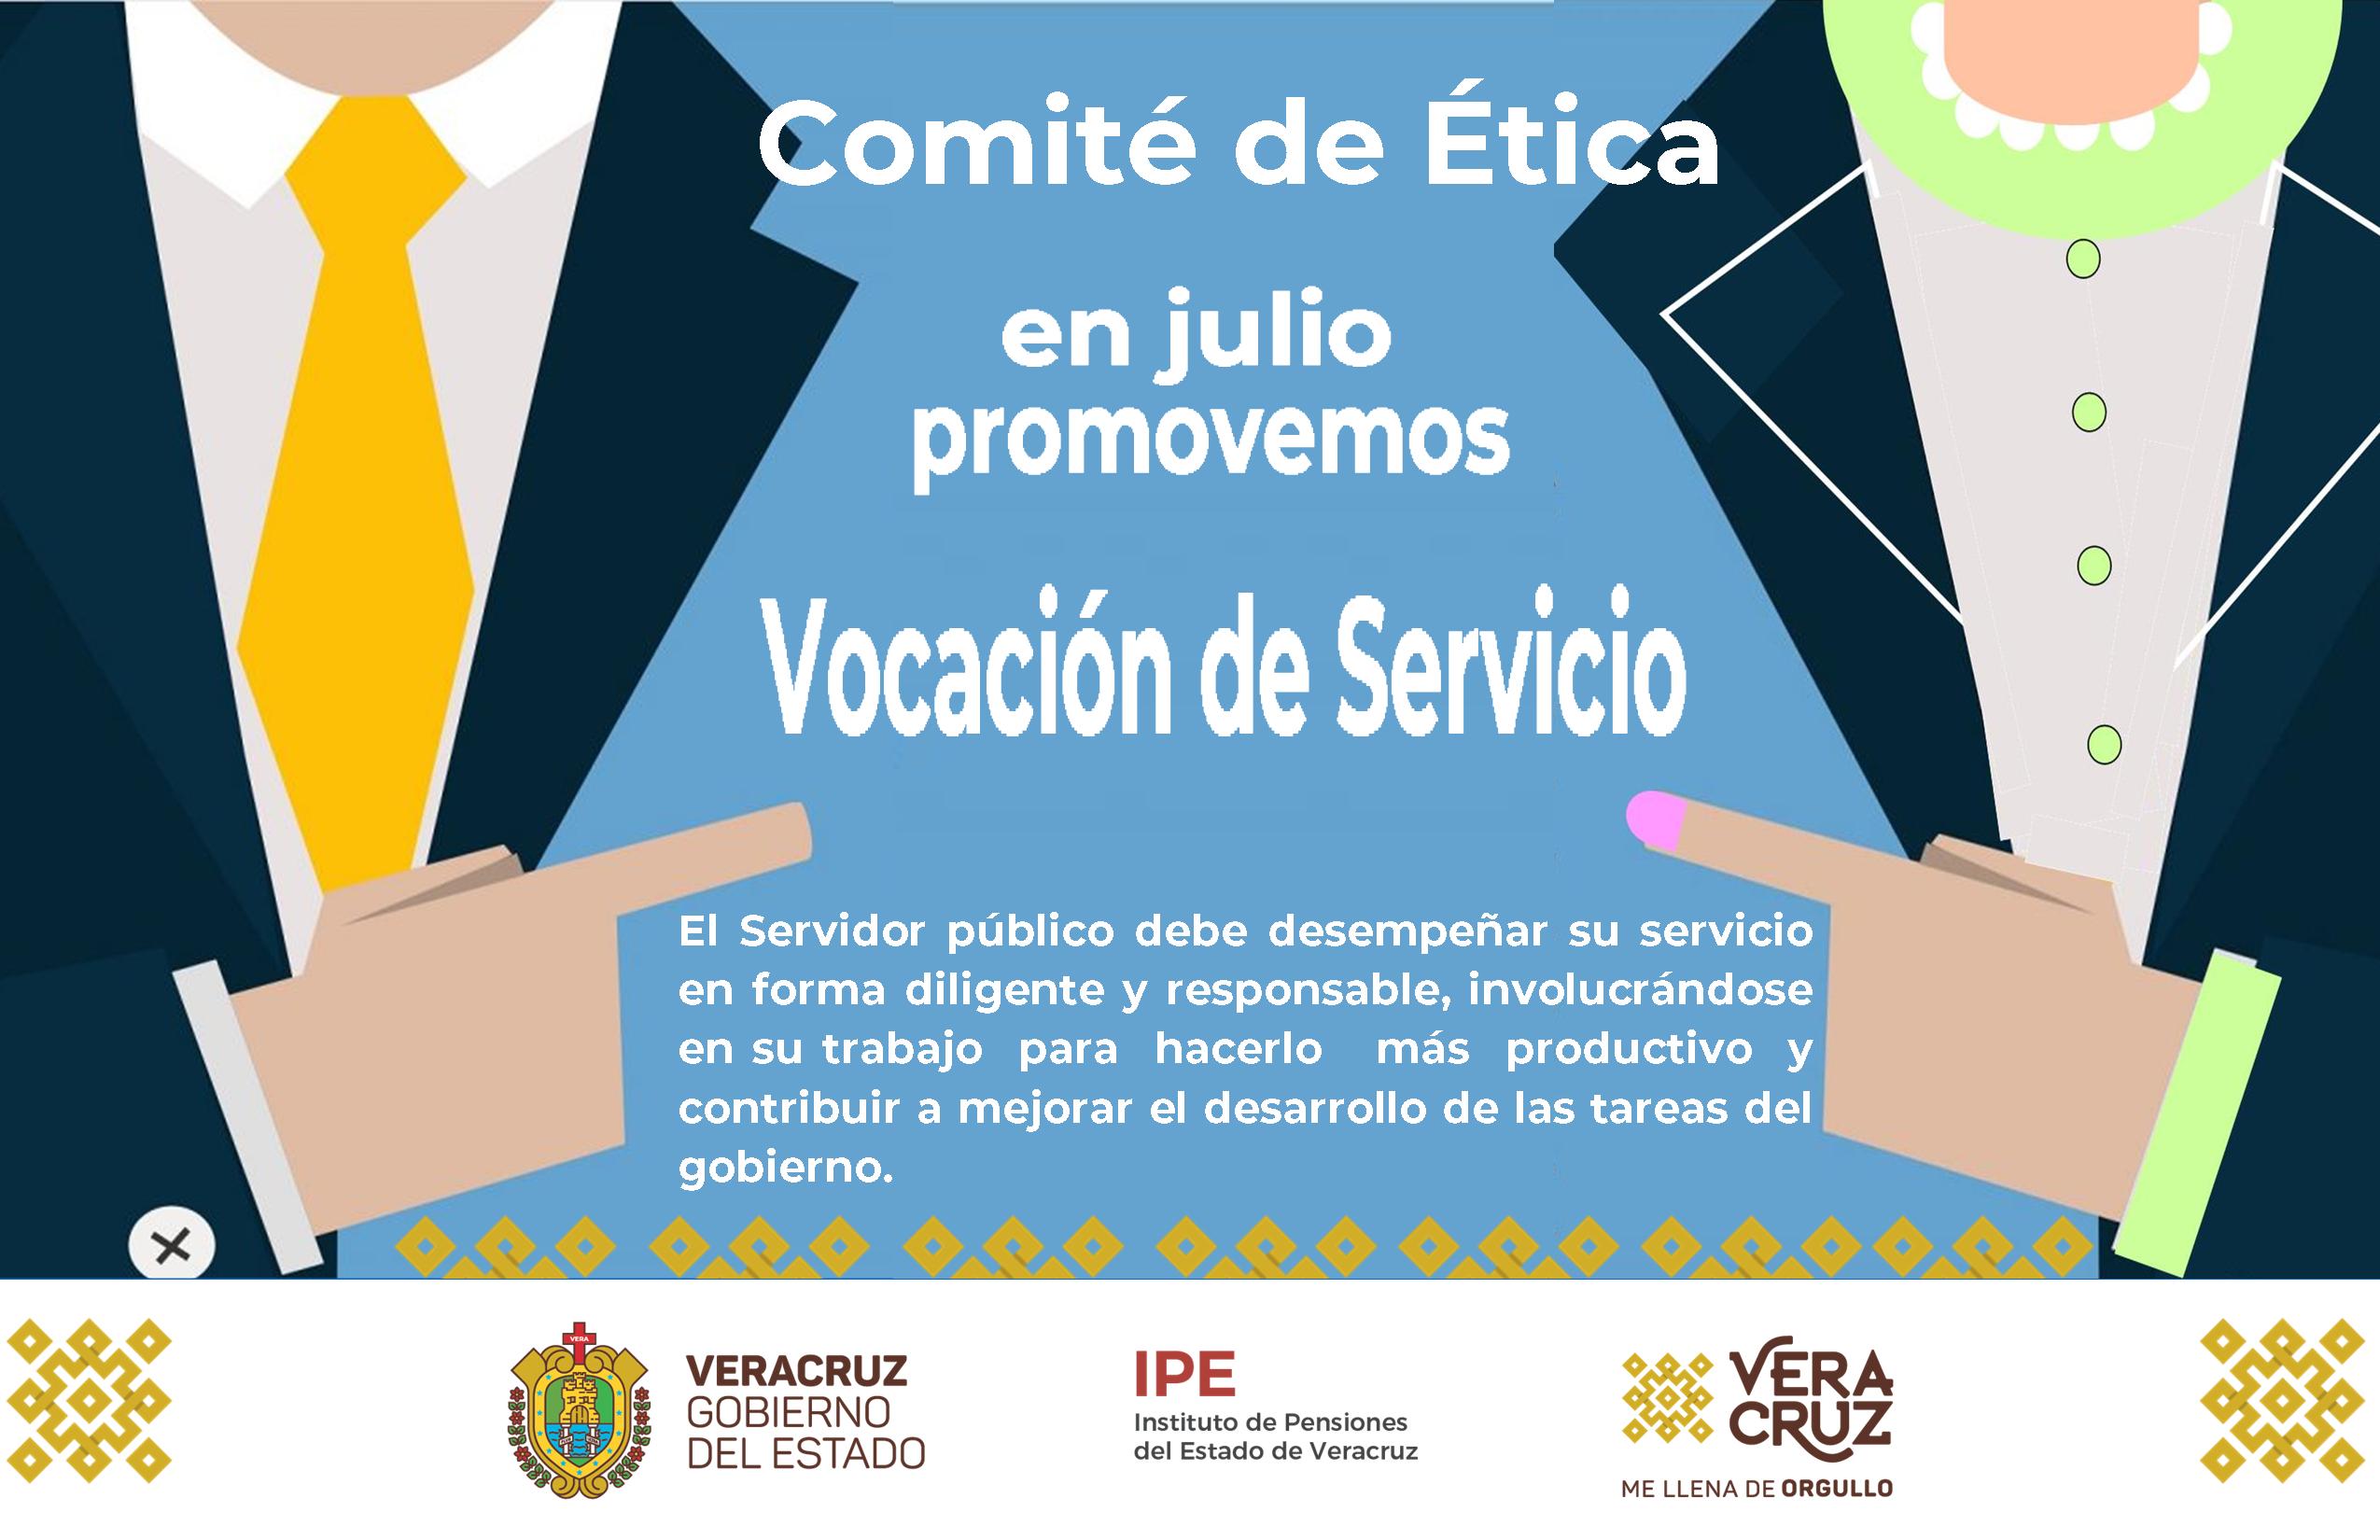 Comité de Ética
en julio
promovemos
Vocación de Servicio
El Servidor público debe desempeñar su servicio
en forma diligente y responsable, involucrándose
en su trabajo para hacerlo más productivo y
contribuir a mejorar el desarrollo de las tareas del
gobierno.
VERA
VERACRUZ
GOBIERNO
DEL ESTADO
IPE
Instituto de Pensiones
del Estado de Veracruz
VERA
CRUZ
ME LLENA DE ORGULLO